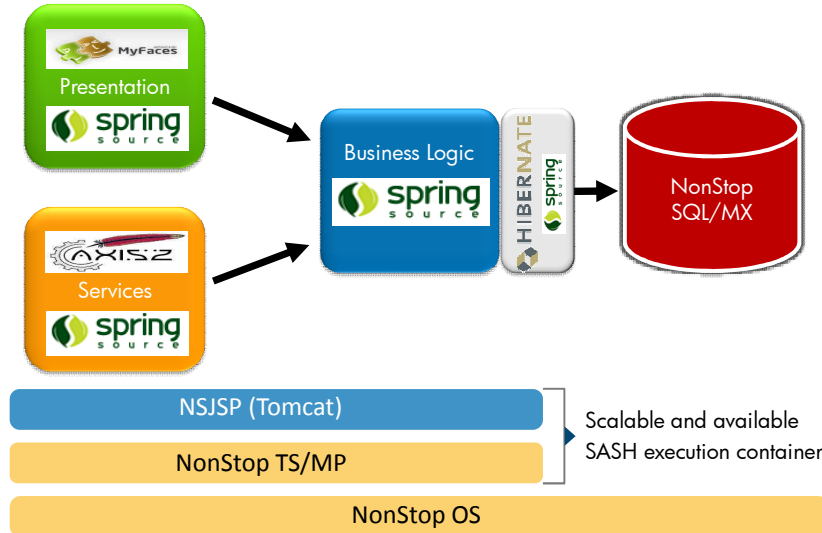 MyFaces
Presentation
spring
source
AXIS2
Services
spring
source
Business Logic
spring
source
HIBERNATE
spring
source
NonStop
SQL/MX
NSJSP (Tomcat)
NonStop TS/MP
Scalable and available
SASH execution container
NonStop OS